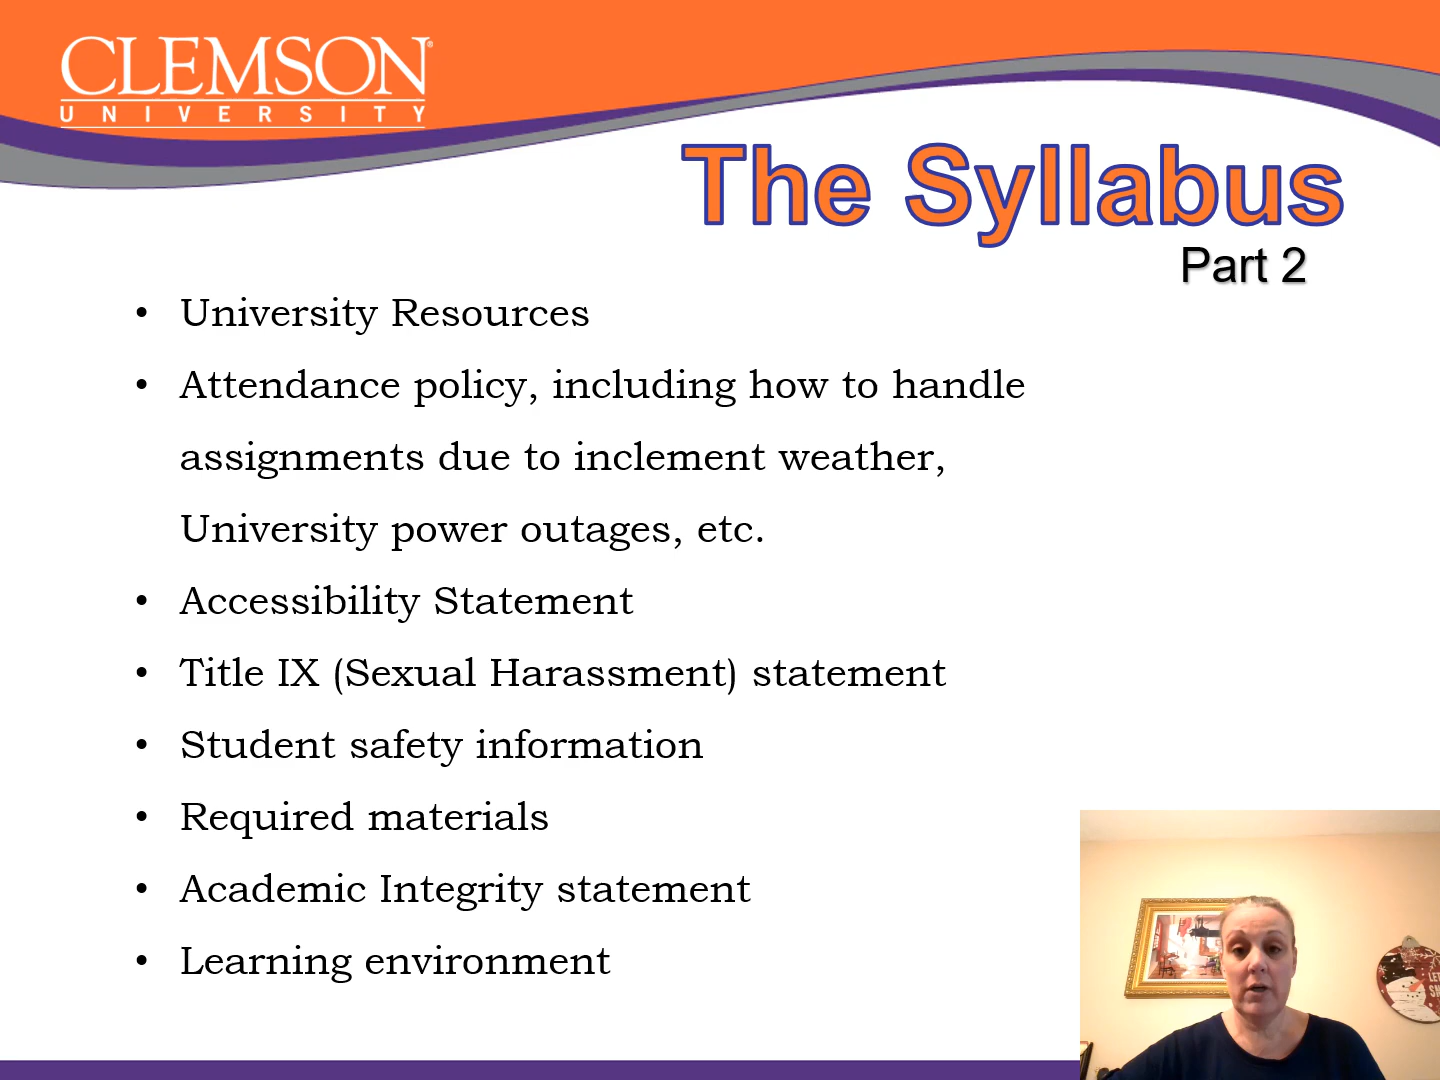 CLEMSON®
UNIVERSITY
The Syllabus
Part 2
• University Resources
• Attendance policy, including how to handle
assignments due to inclement weather,
University power outages, etc.
• Accessibility Statement
• Title IX (Sexual Harassment) statement
• Student safety information
• Required materials
• Academic Integrity statement
• Learning environment